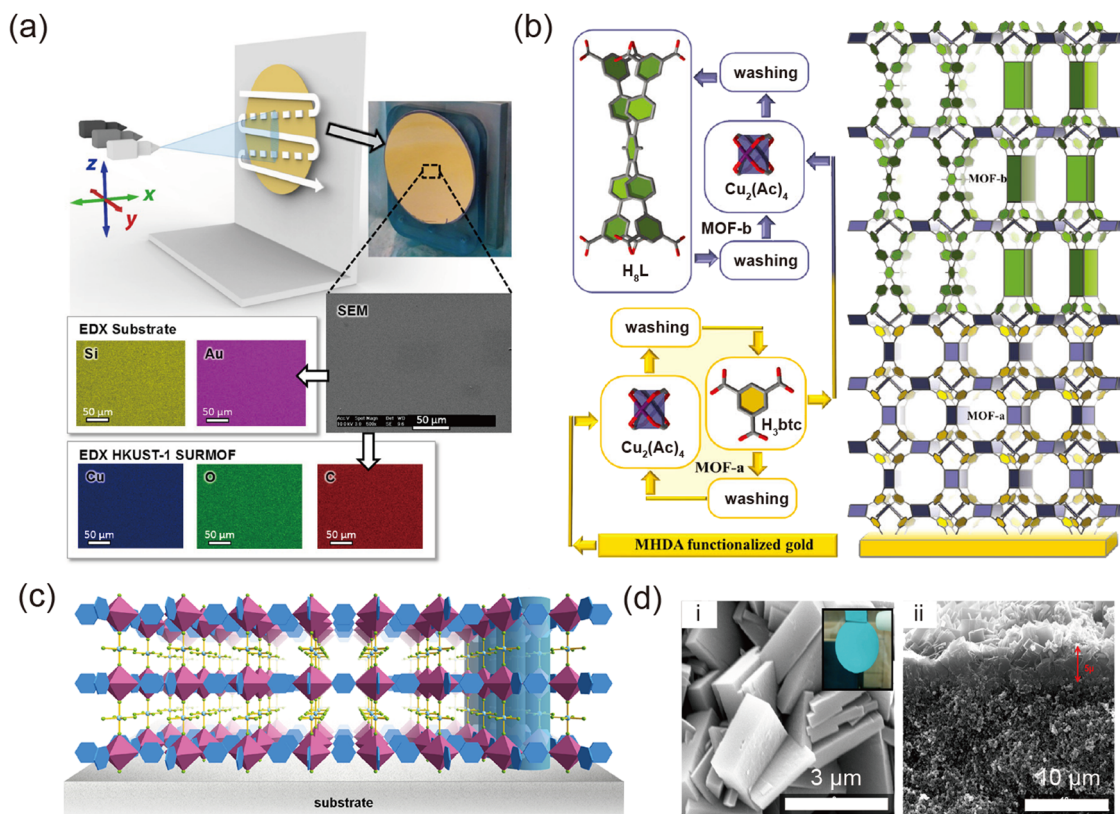 (a)
z
x
y
SEM
50 µm
EDX Substrate
Si
50 µm
Au
50 µm
EDX HKUST-1 SURMOF
Cu
50 µm
O
50 µm
C
50 µm
(b)
H₈L
washing
Cu₂(Ac)₄
MOF-b
washing
washing
Cu₂(Ac)₄
H₃btc
MOF-a
washing
MHDA functionalized gold
MOF-b
MOF-a
(c)
substrate
(d)
i
3 µm
ii
10 µm